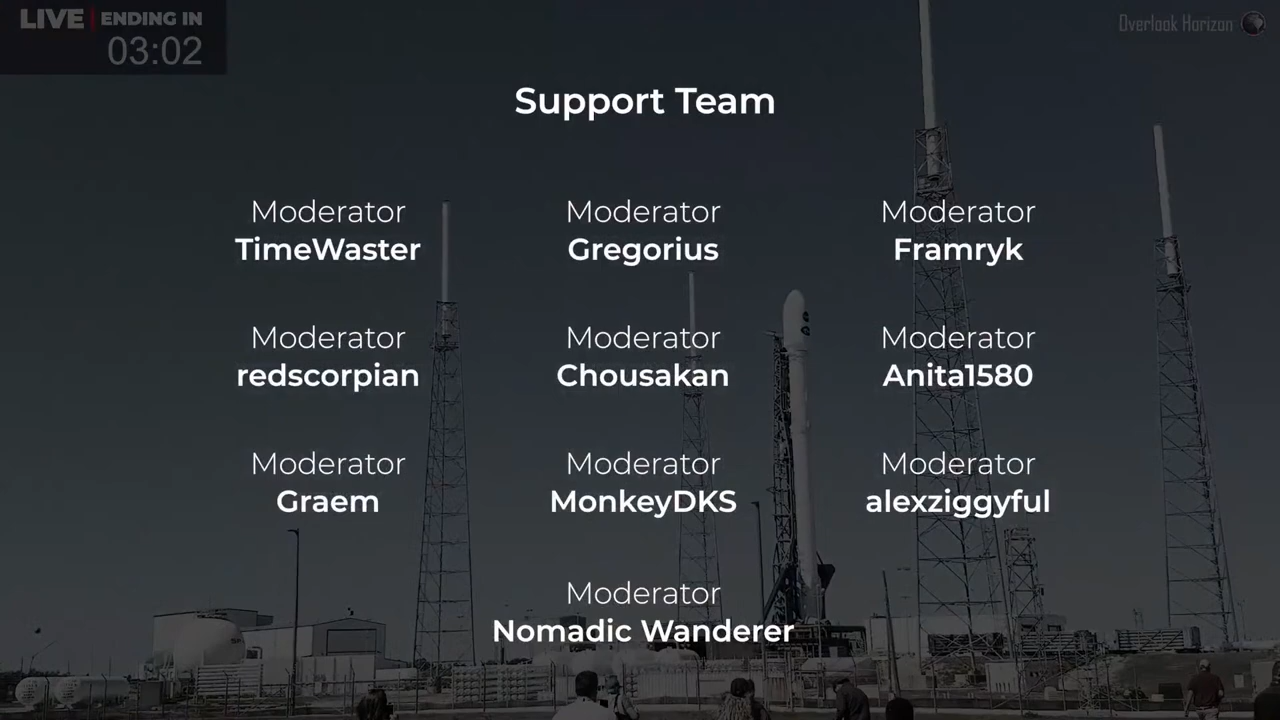 LIVE | ENDING IN
03:02
Overlook Horizon
Support Team
Moderator
TimeWaster
Moderator
Gregorius
Moderator
Framryk
Moderator
redscorpian
Moderator
Chousakan
Moderator
Anita1580
Moderator
Graem
Moderator
MonkeyDKS
Moderator
alexziggyful
Moderator
Nomadic Wanderer